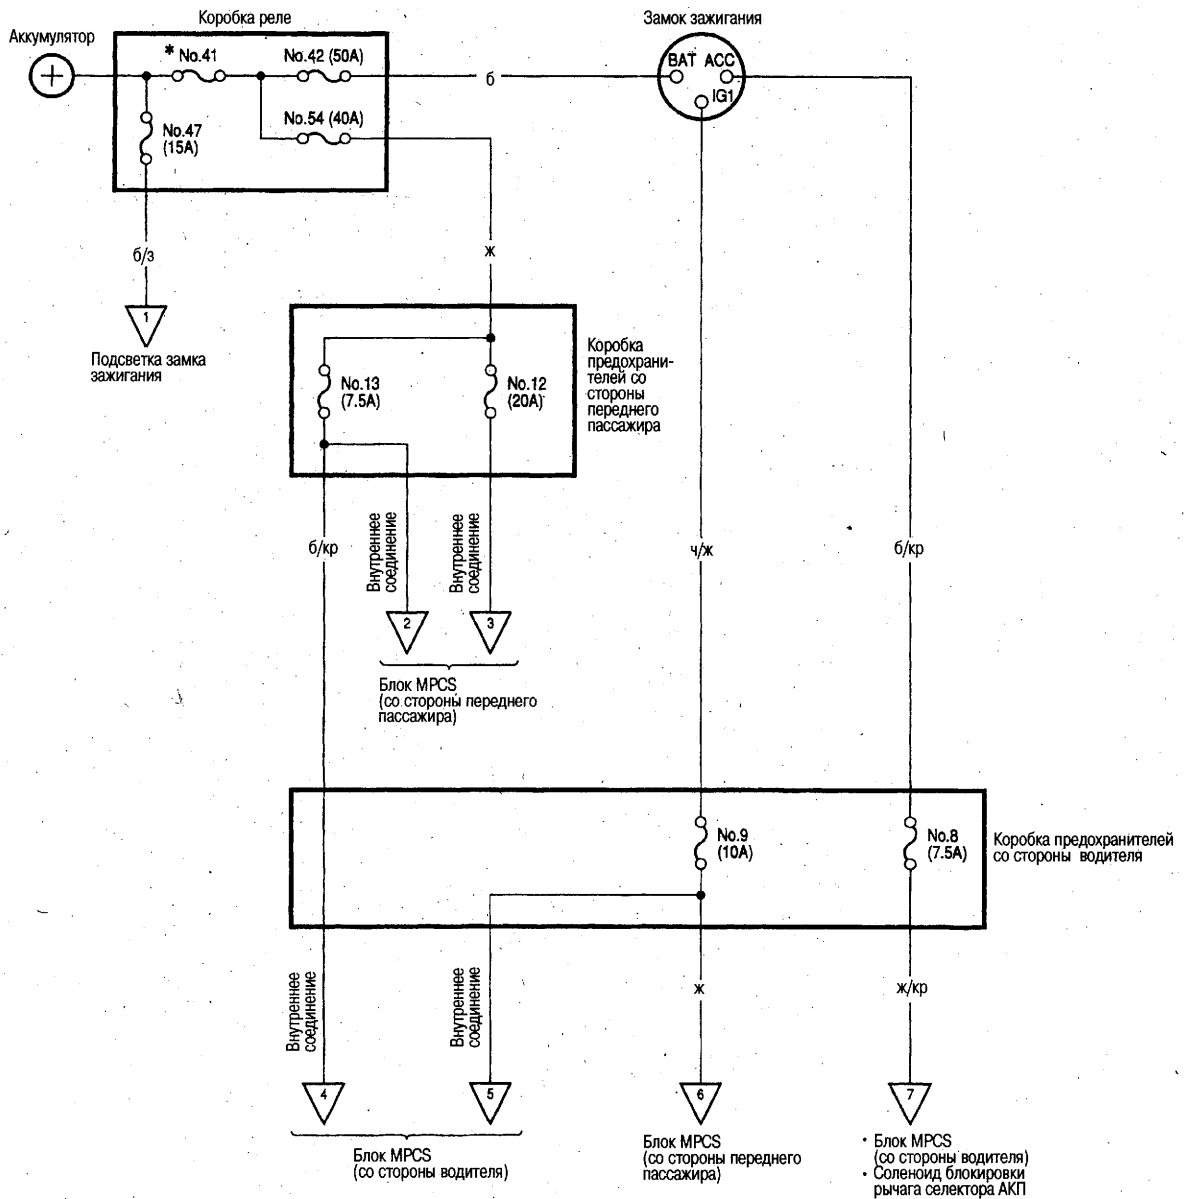 Коробка реле
Замок зажигания
Аккумулятор
* No.41
No.42 (50A)
BAT ACC
IG1
б
No.54 (40A)
No.47
(15A)
б/з
ж
1
Подсветка замка
зажигания
No.13
(7.5A)
No.12
(20A)
Коробка
предохрани-
телей со
стороны
переднего
пассажира
б/кр
Внутреннее
соединение
Внутреннее
соединение
ч/ж
б/кр
2
3
Блок MPCS
(со стороны переднего
пассажира)
No.9
(10A)
No.8
(7.5A)
Коробка предохранителей
со стороны водителя
Внутреннее
соединение
Внутреннее
соединение
ж
ж/кр
4
5
6
7
Блок MPCS
(со стороны водителя)
Блок MPCS
(со стороны переднего
пассажира)
· Блок MPCS
(со стороны водителя)
· Соленоид блокировки
рычага селектора АКП